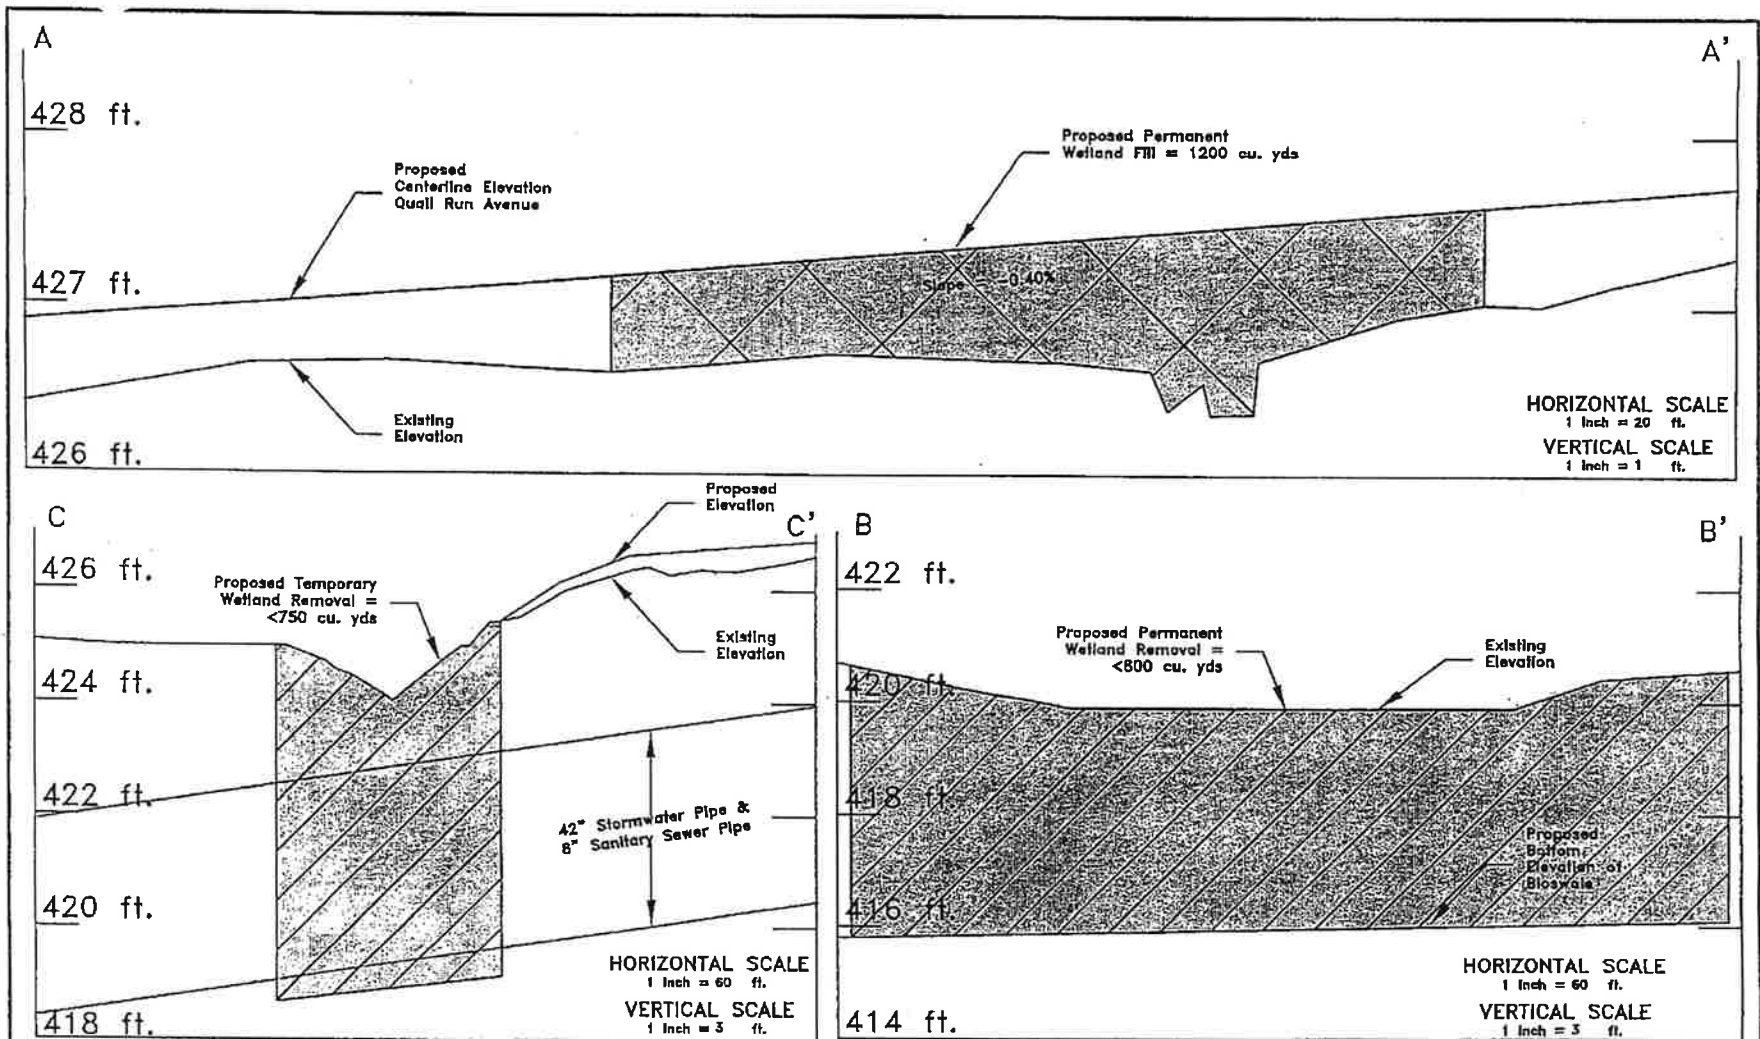 A
A'
428 ft.
Proposed
Centerline Elevation
Quail Run Avenue
Proposed Permanent
Wetland Fill = 1200 cu. yds
427 ft.
Slope = -0.40%
Existing
Elevation
426 ft.
HORIZONTAL SCALE
1 Inch = 20 ft.
VERTICAL SCALE
1 Inch = 1 ft.
C
C'
Proposed
Elevation
426 ft.
Proposed Temporary
Wetland Removal =
<750 cu. yds
Existing
Elevation
424 ft.
422 ft.
42" Stormwater Pipe &
8" Sanitary Sewer Pipe
420 ft.
HORIZONTAL SCALE
1 Inch = 60 ft.
VERTICAL SCALE
1 Inch = 3 ft.
418 ft.
B
B'
422 ft.
Proposed Permanent
Wetland Removal =
<800 cu. yds
Existing
Elevation
420 ft.
418 ft.
Proposed
Bottom
Elevation of
Bioswale
416 ft.
HORIZONTAL SCALE
1 Inch = 60 ft.
VERTICAL SCALE
1 Inch = 3 ft.
414 ft.